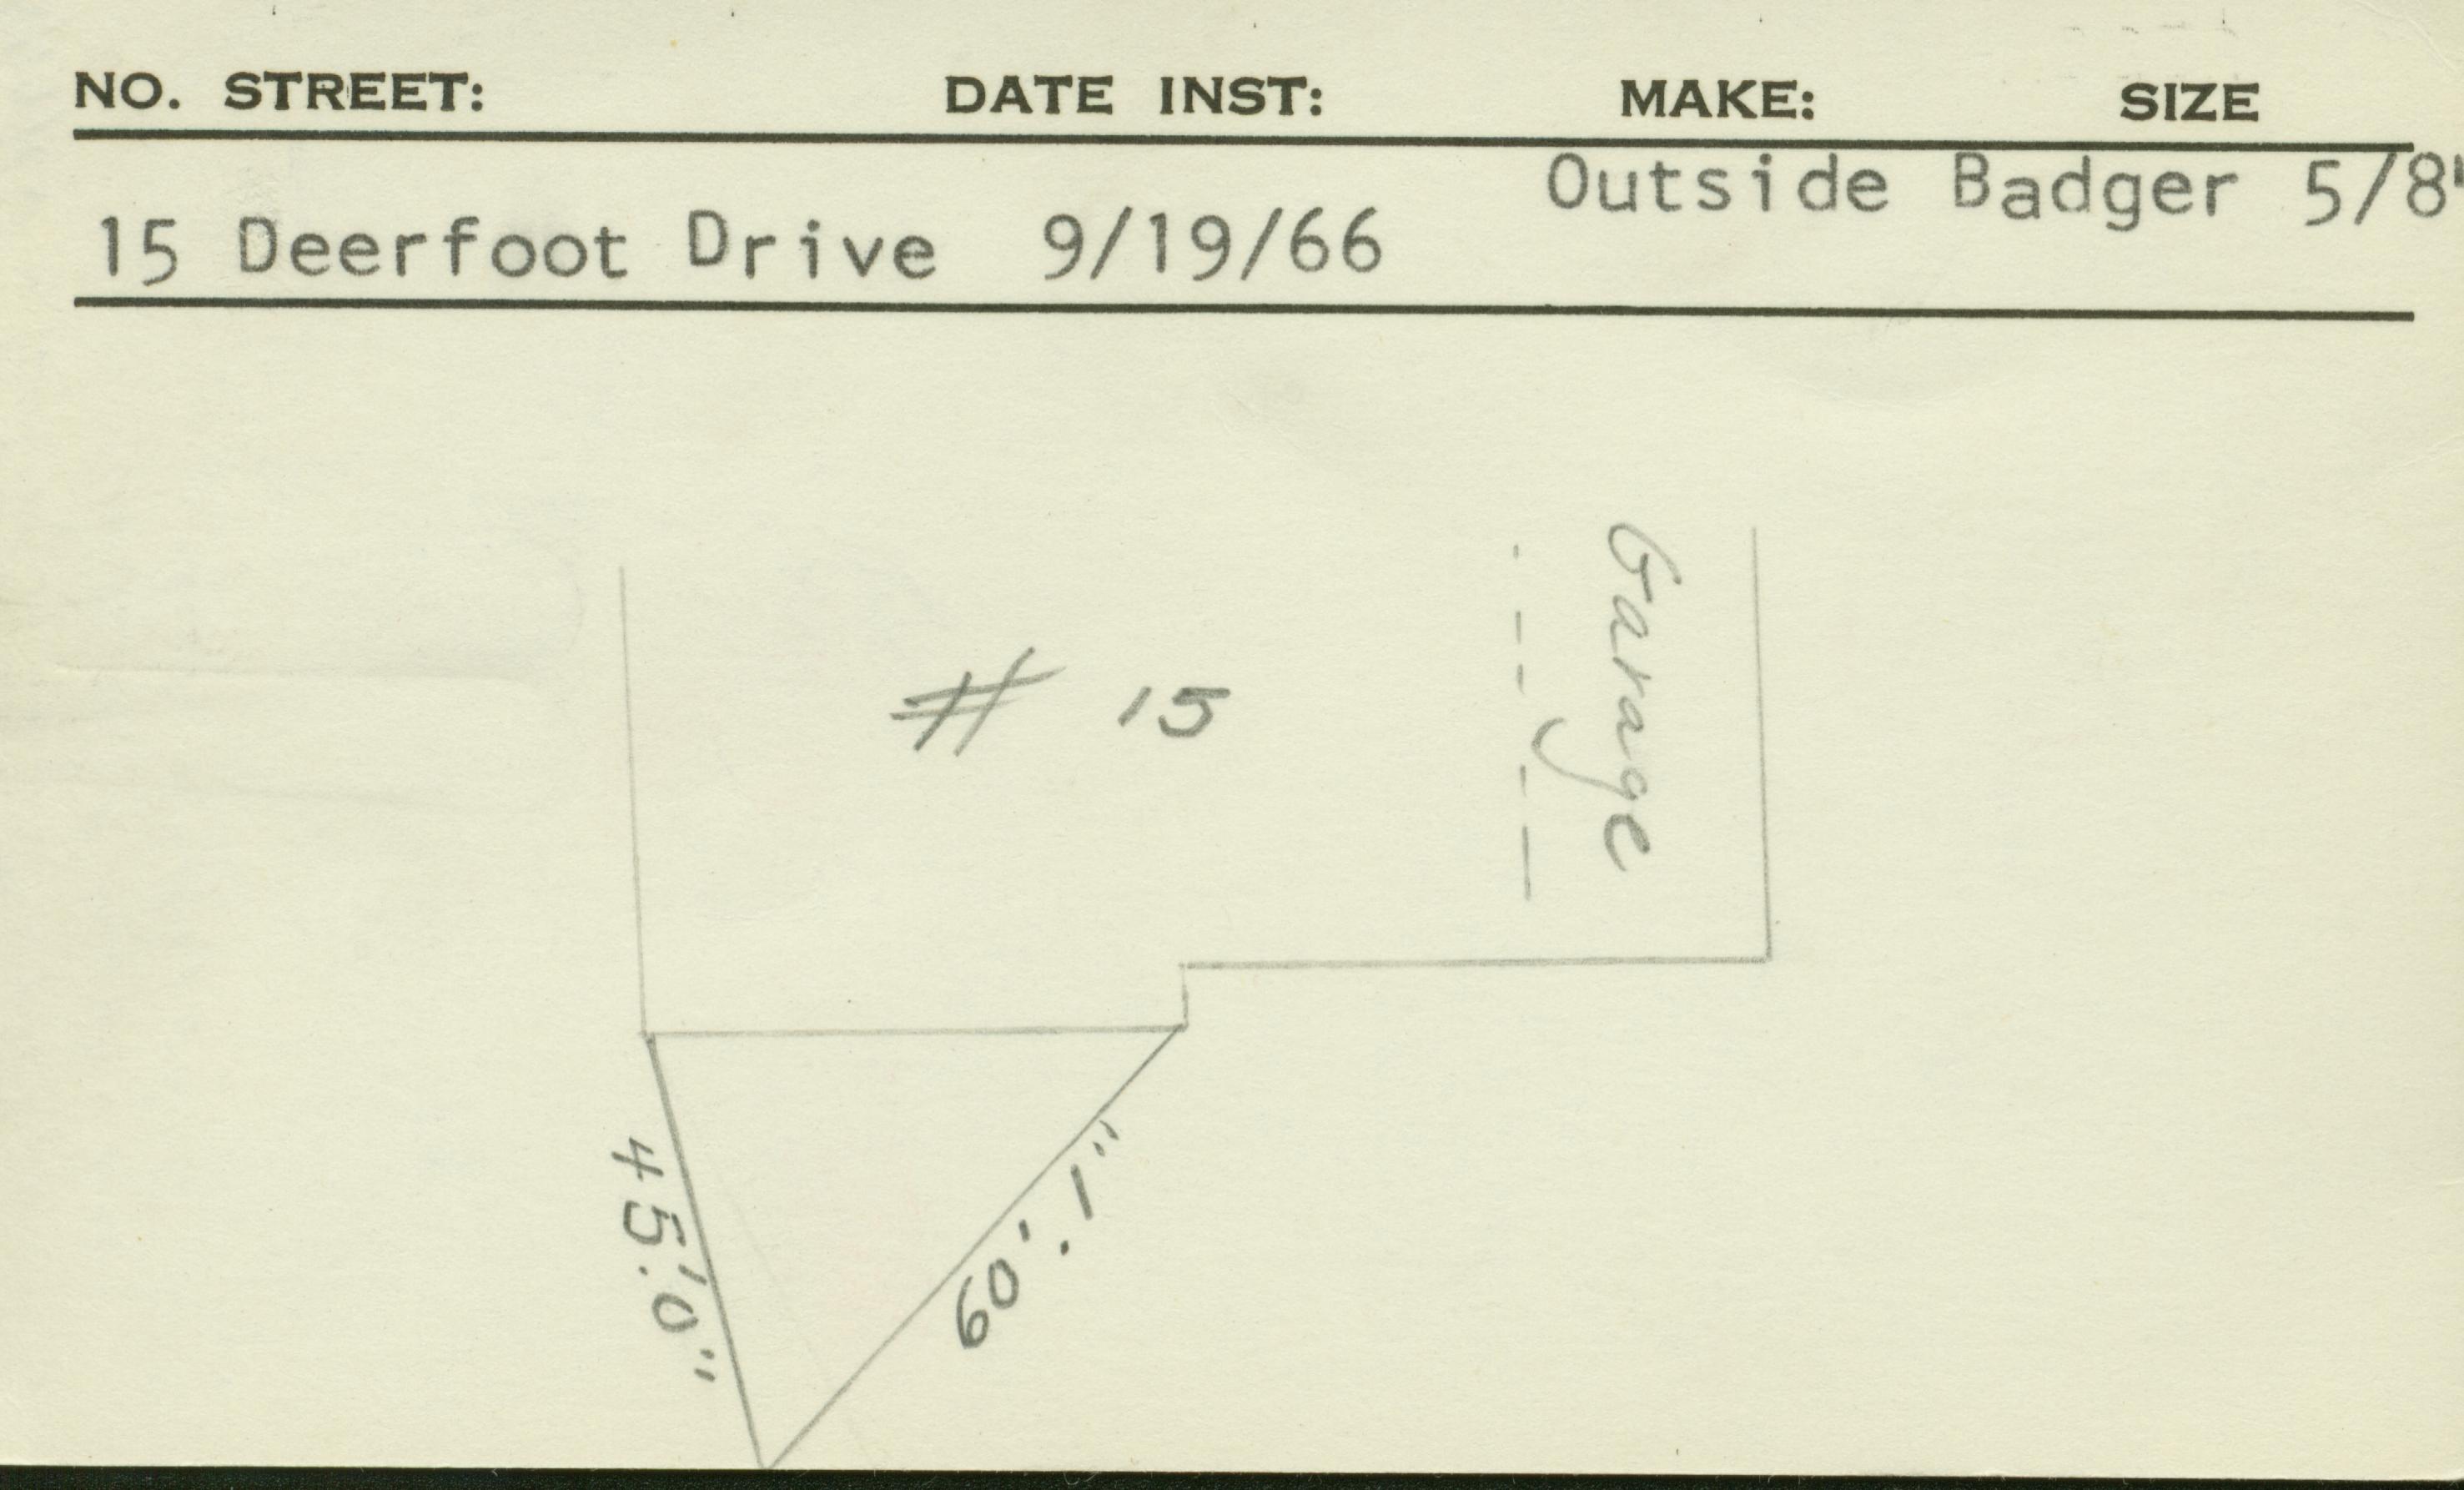 NO. STREET: DATE INST: MAKE: SIZE
Outside Badger 5/8"
15 Deerfoot Drive 9/19/66
Garage
# 15
45'.0"
60'.1"